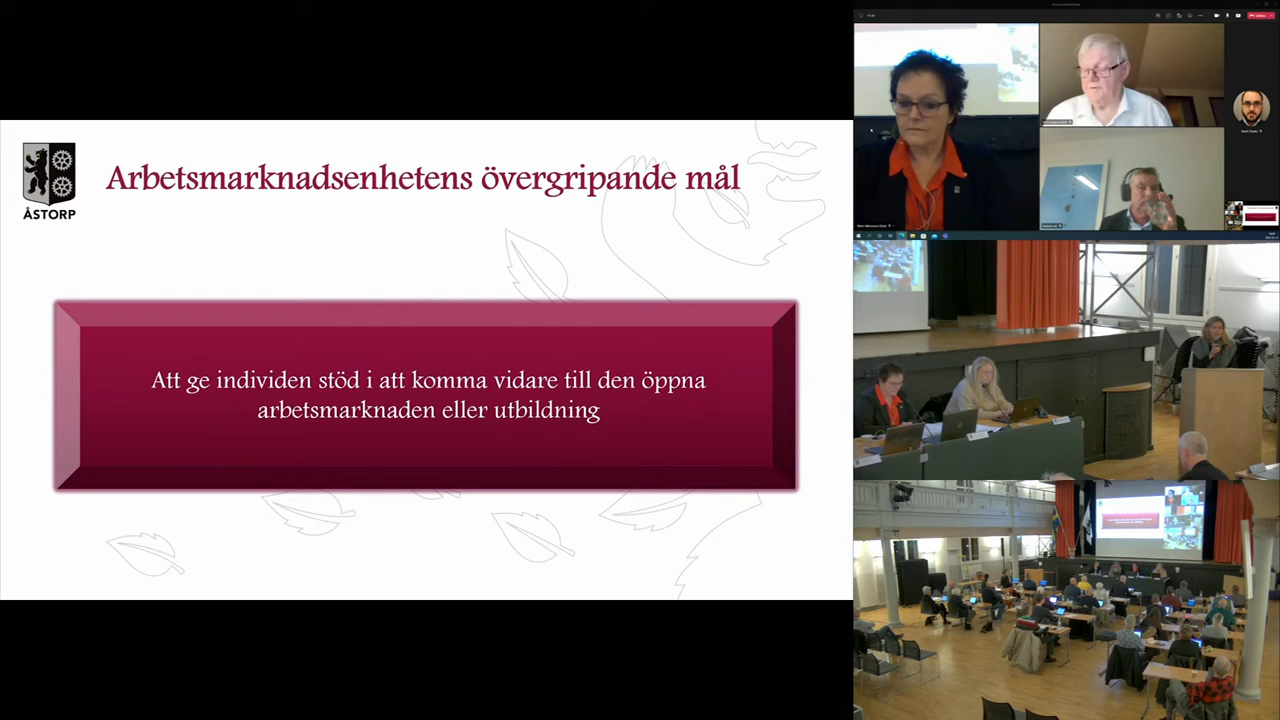 ÅSTORP
Arbetsmarknadsenhetens övergripande mål
Att ge individen stöd i att komma vidare till den öppna
arbetsmarknaden eller utbildning